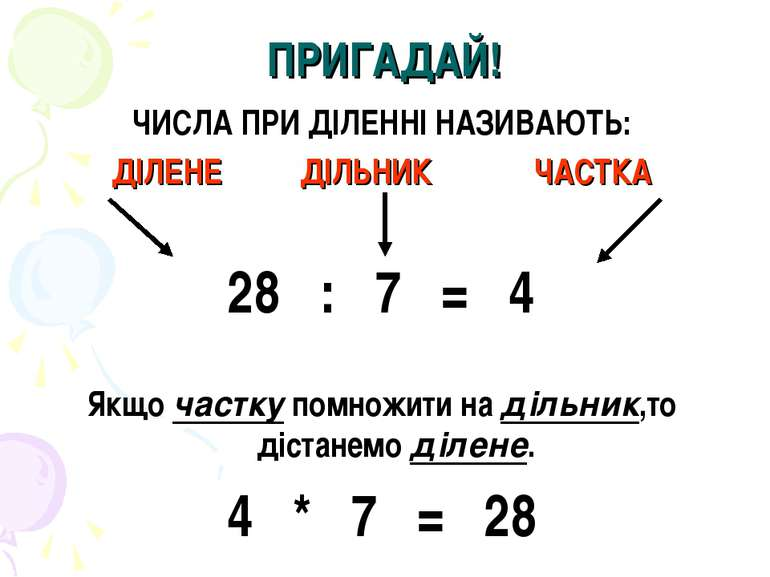 ПРИГАДАЙ!
ЧИСЛА ПРИ ДІЛЕННІ НАЗИВАЮТЬ:
ДІЛЕНЕ ДІЛЬНИК ЧАСТКА
28 : 7 = 4
Якщо частку помножити на дільник,то
дістанемо ділене.
4 * 7 = 28